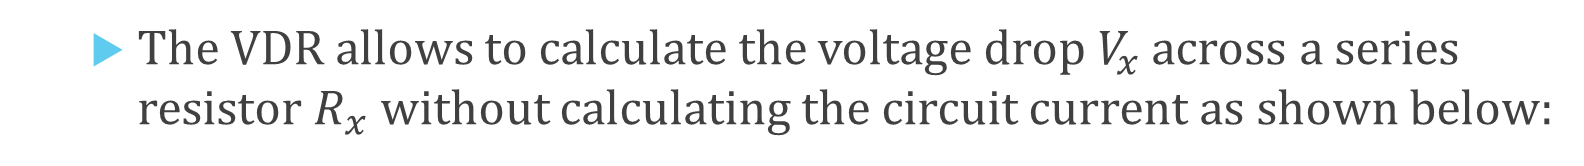 The VDR allows to calculate the voltage drop Vx across a series
resistor Rx without calculating the circuit current as shown below: